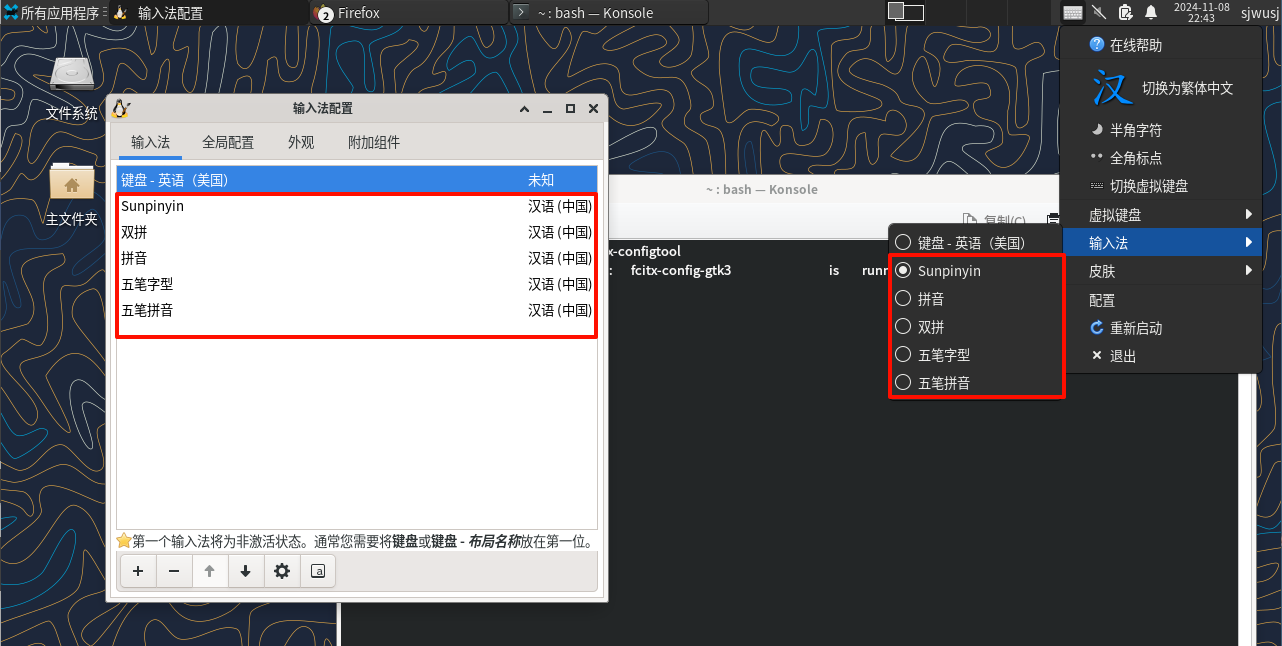 所有应用程序
输入法配置
2
Firefox
~ : bash — Konsole
2024-11-08
22:43
sjwusj
文件系统
主文件夹
输入法配置
输入法
全局配置
外观
附加组件
键盘 - 英语（美国） 未知
Sunpinyin 汉语 (中国)
双拼 汉语 (中国)
拼音 汉语 (中国)
五笔字型 汉语 (中国)
五笔拼音 汉语 (中国)
第一个输入法将为非激活状态。通常您需要将键盘或键盘 - 布局名称放在第一位。
a
~ : bash — Konsole
复制(C)
x-configtool
: fcitx-config-gtk3 is runn
键盘 - 英语（美国）
Sunpinyin
拼音
双拼
五笔字型
五笔拼音
在线帮助
汉 切换为繁体中文
半角字符
全角标点
切换虚拟键盘
虚拟键盘
输入法
皮肤
配置
重新启动
退出